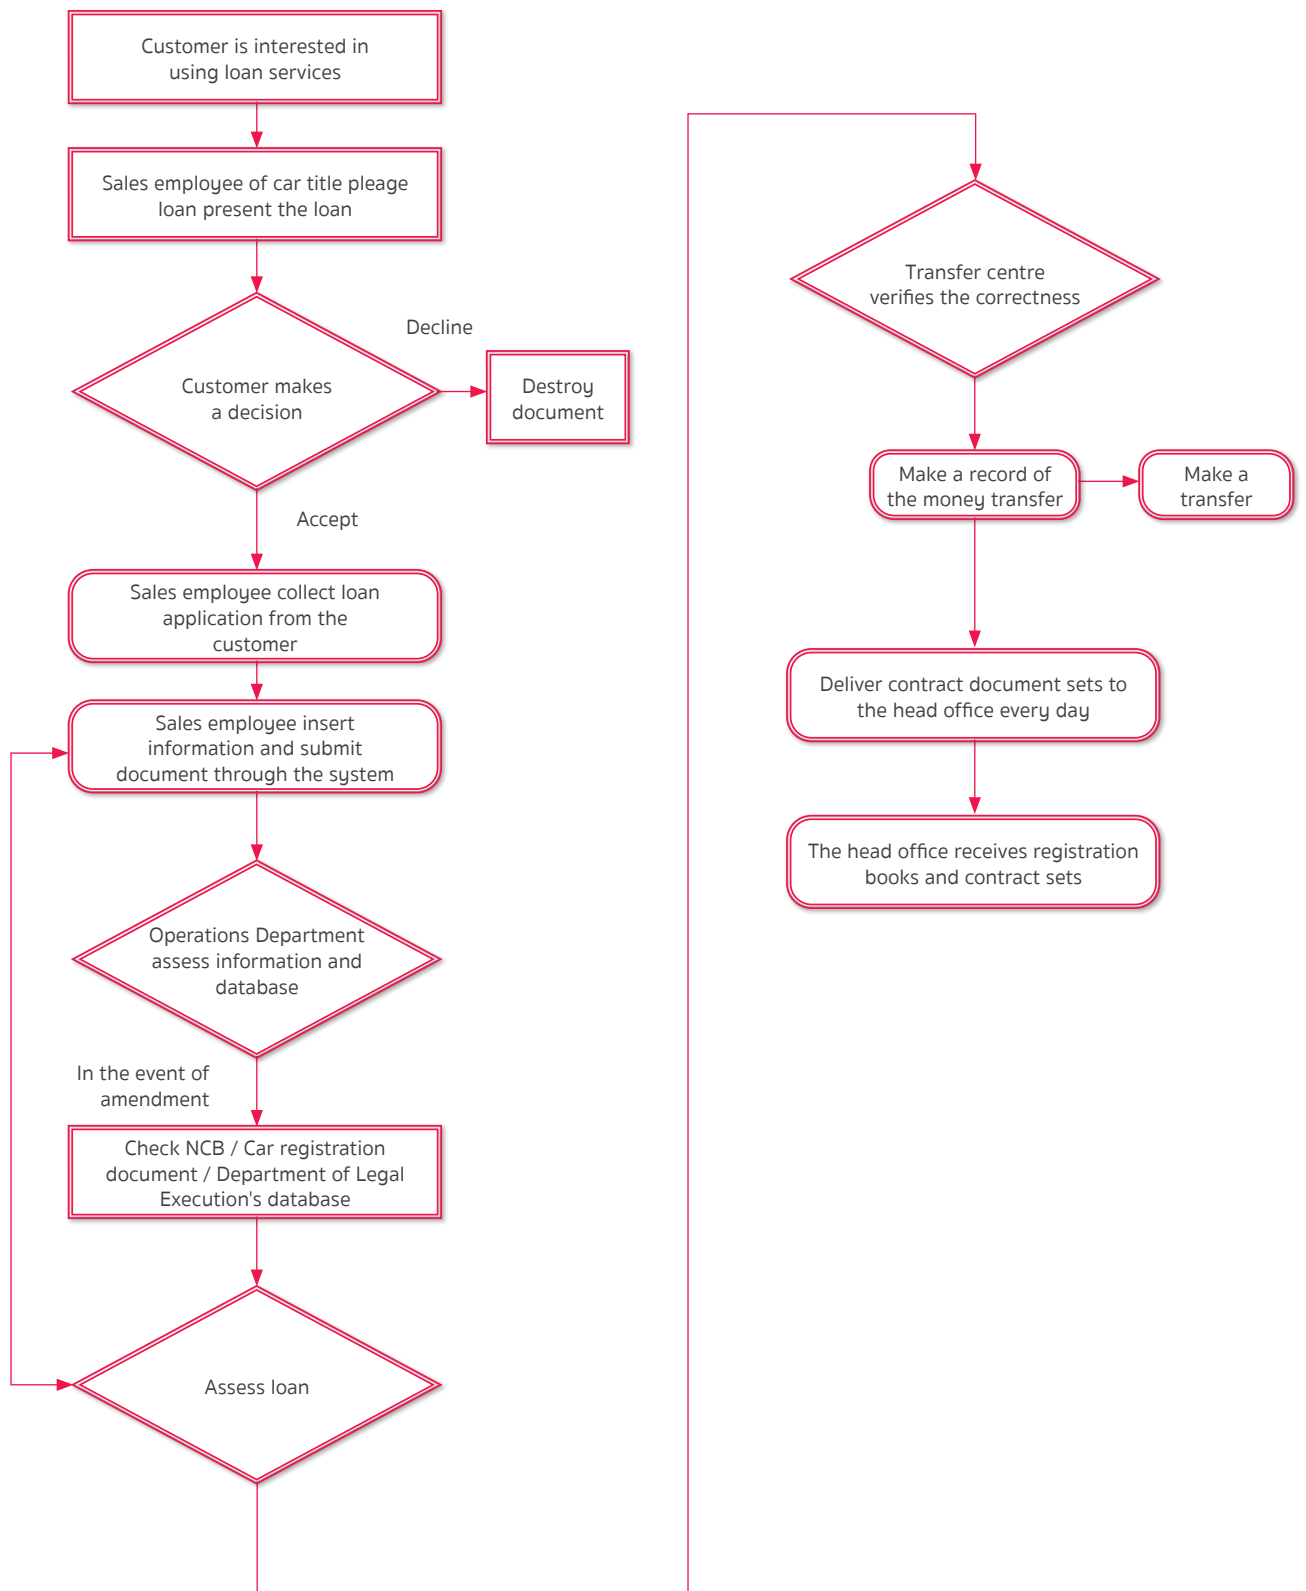 Customer is interested in
using loan services
Sales employee of car title pleage
loan present the loan
Customer makes
a decision
Decline
Destroy
document
Accept
Sales employee collect loan
application from the
customer
Sales employee insert
information and submit
document through the system
Operations Department
assess information and
database
In the event of
amendment
Check NCB / Car registration
document / Department of Legal
Execution's database
Assess loan
Transfer centre
verifies the correctness
Make a record of
the money transfer
Make a
transfer
Deliver contract document sets to
the head office every day
The head office receives registration
books and contract sets